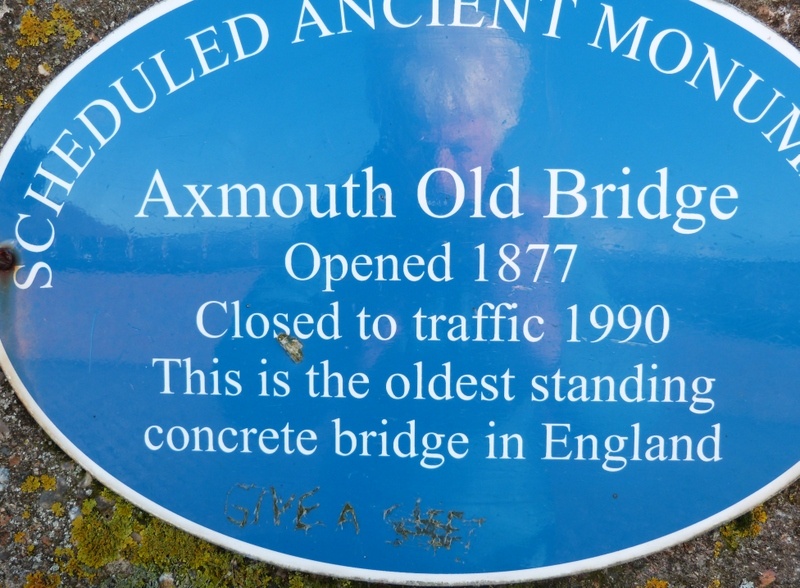 SCHEDULED ANCIENT MONUM
Axmouth Old Bridge
Opened 1877
Closed to traffic 1990
This is the oldest standing
concrete bridge in England
GIVE A